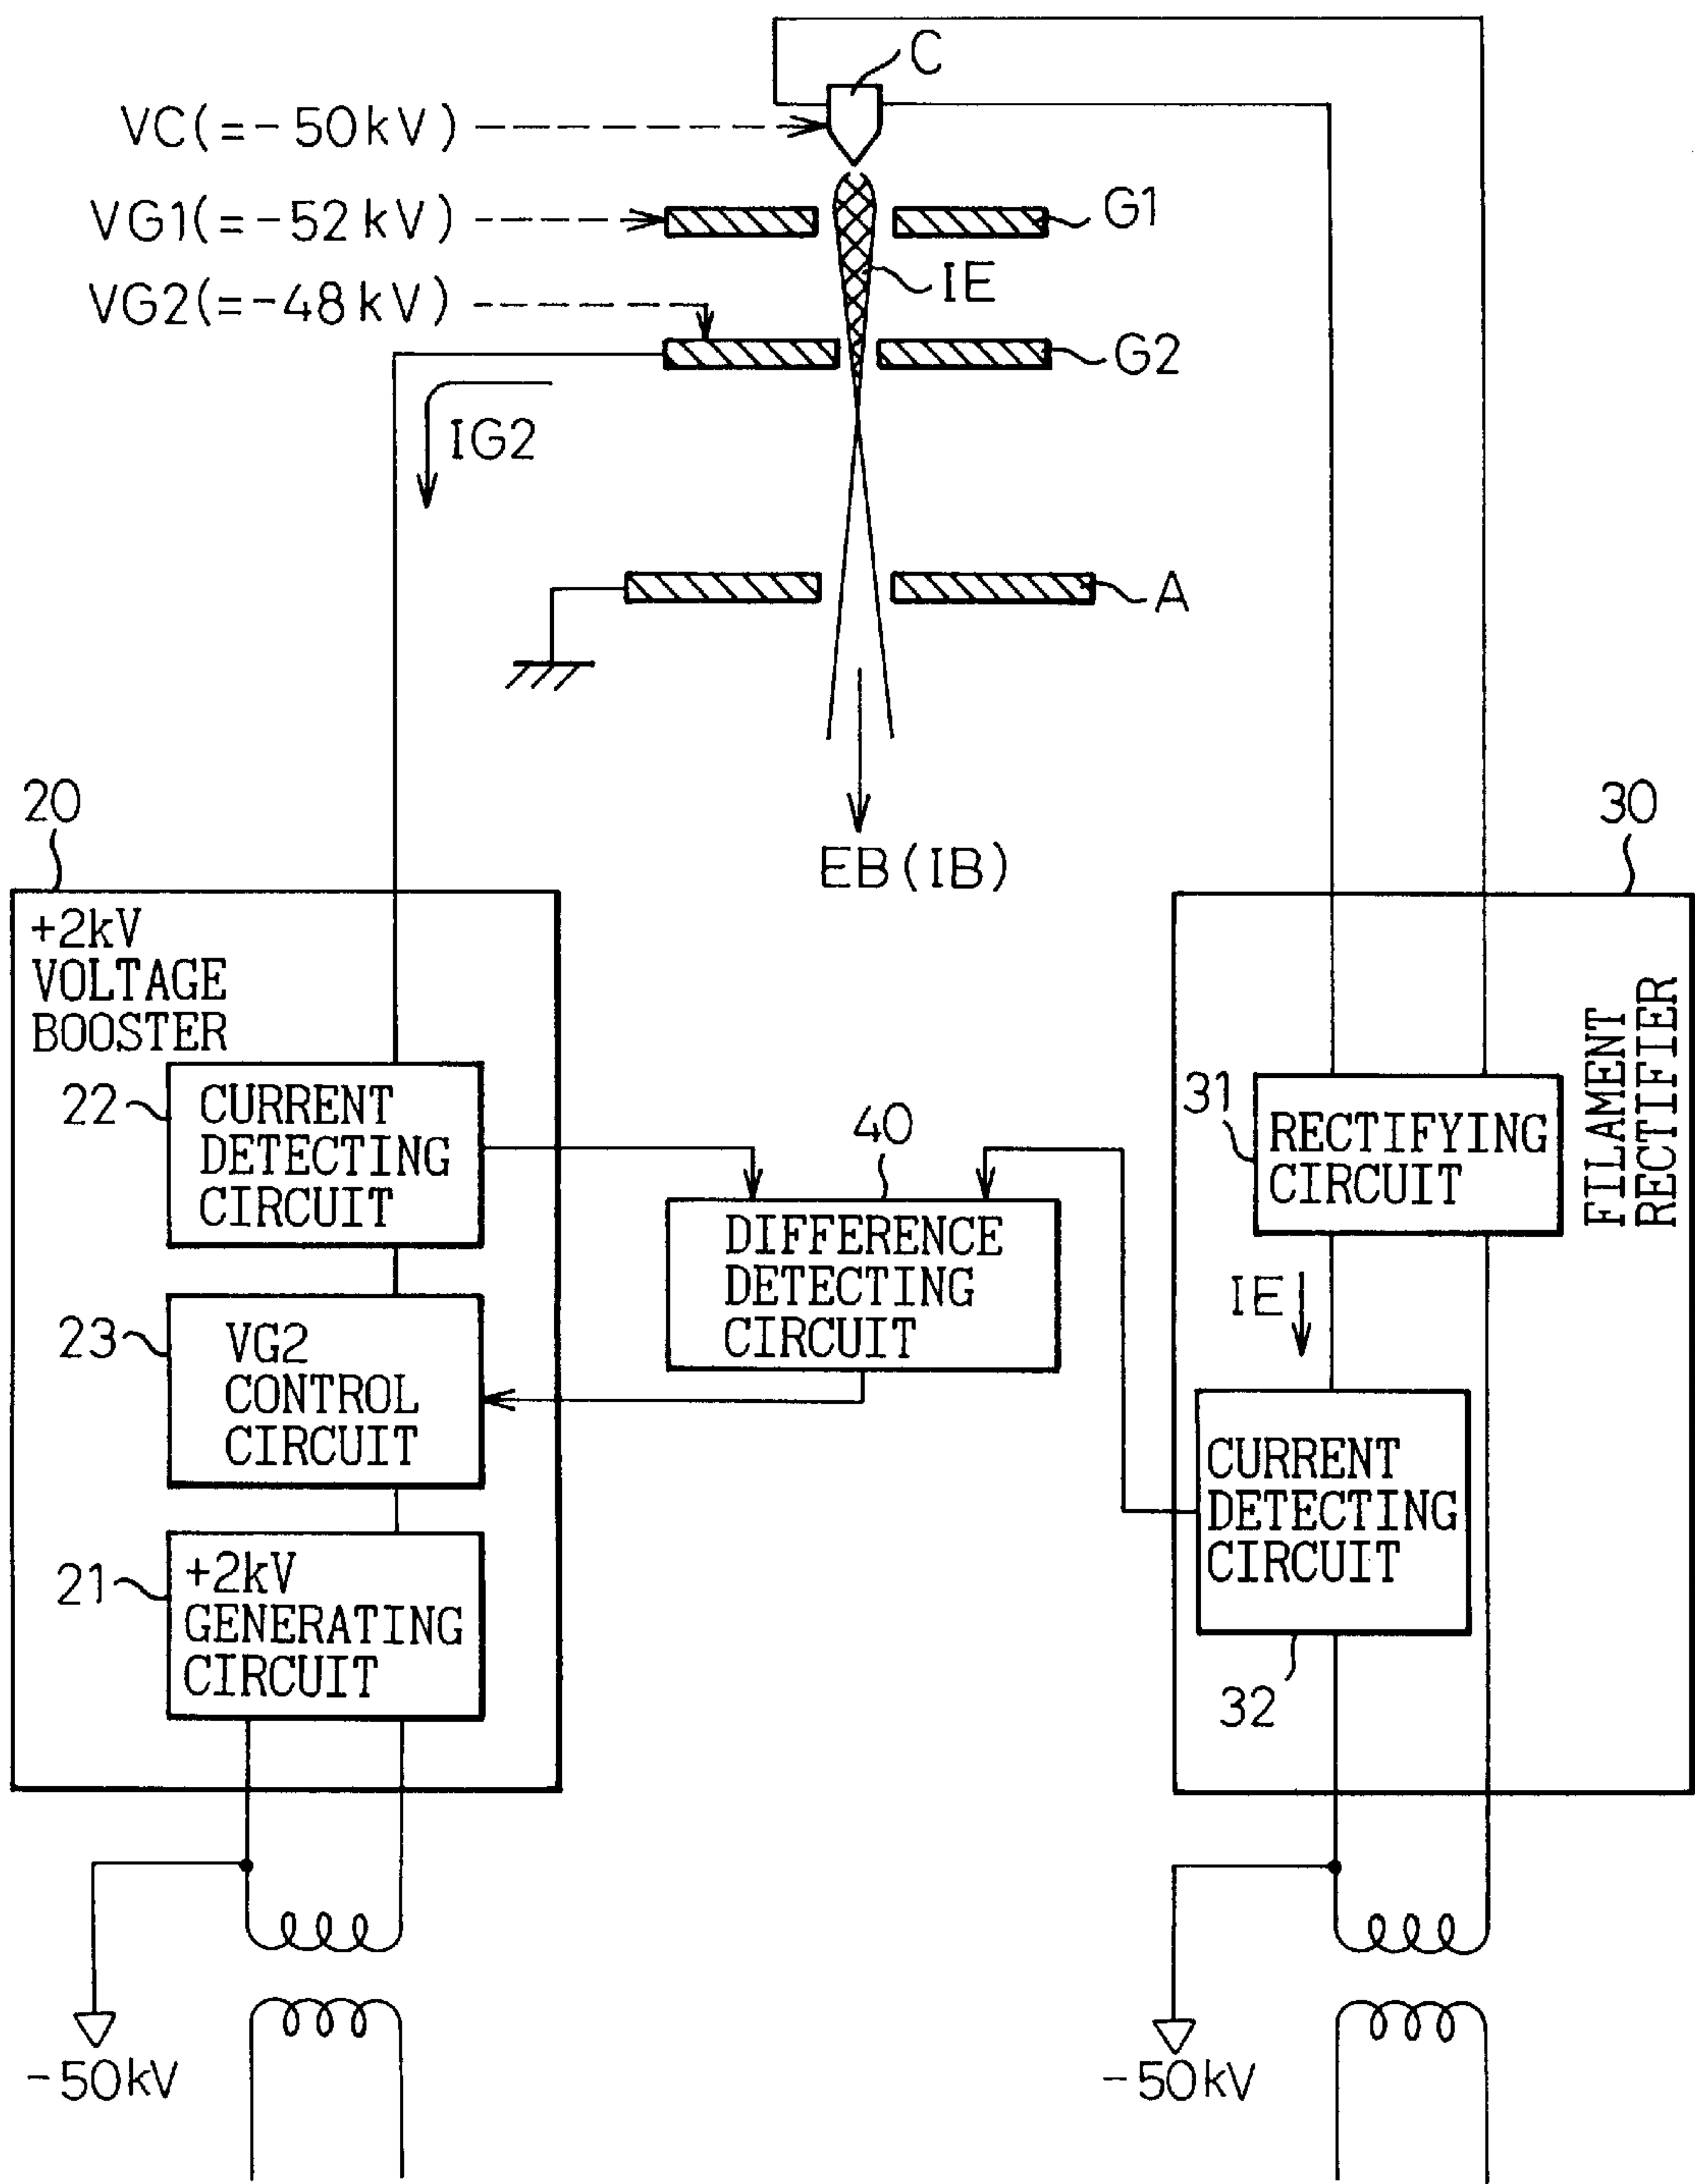 C
VC(=-50kV)
VG1(=-52kV)
G1
IE
VG2(=-48kV)
G2
IG2
A
EB(IB)
20
30
+2kV
VOLTAGE
BOOSTER
FILAMENT
RECTIFIER
22
CURRENT
DETECTING
CIRCUIT
31
RECTIFYING
CIRCUIT
40
DIFFERENCE
DETECTING
CIRCUIT
IE
23
VG2
CONTROL
CIRCUIT
CURRENT
DETECTING
CIRCUIT
32
21
+2kV
GENERATING
CIRCUIT
-50kV
-50kV